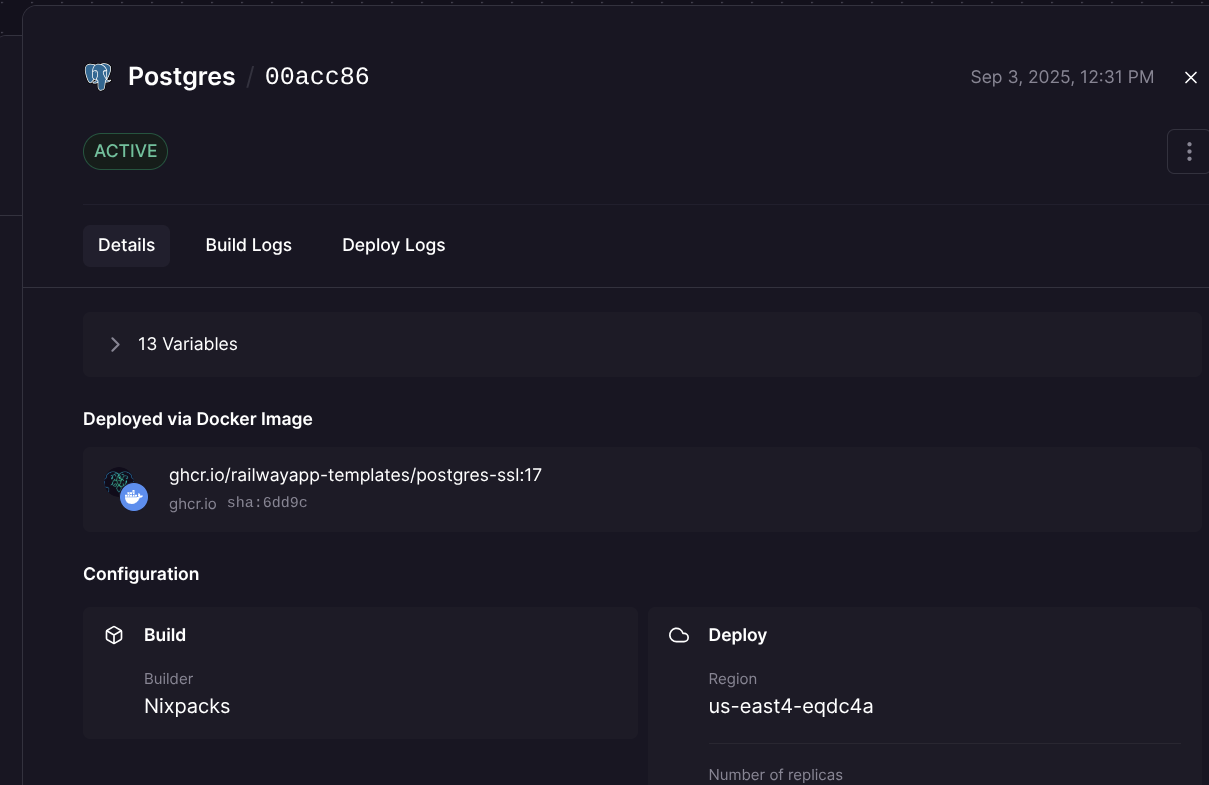 Postgres / 00acc86
Sep 3, 2025, 12:31 PM
ACTIVE
Details
Build Logs
Deploy Logs
13 Variables
Deployed via Docker Image
ghcr.io/railwayapp-templates/postgres-ssl:17
ghcr.io sha:6dd9c
Configuration
Build
Builder
Nixpacks
Deploy
Region
us-east4-eqdc4a
Number of replicas